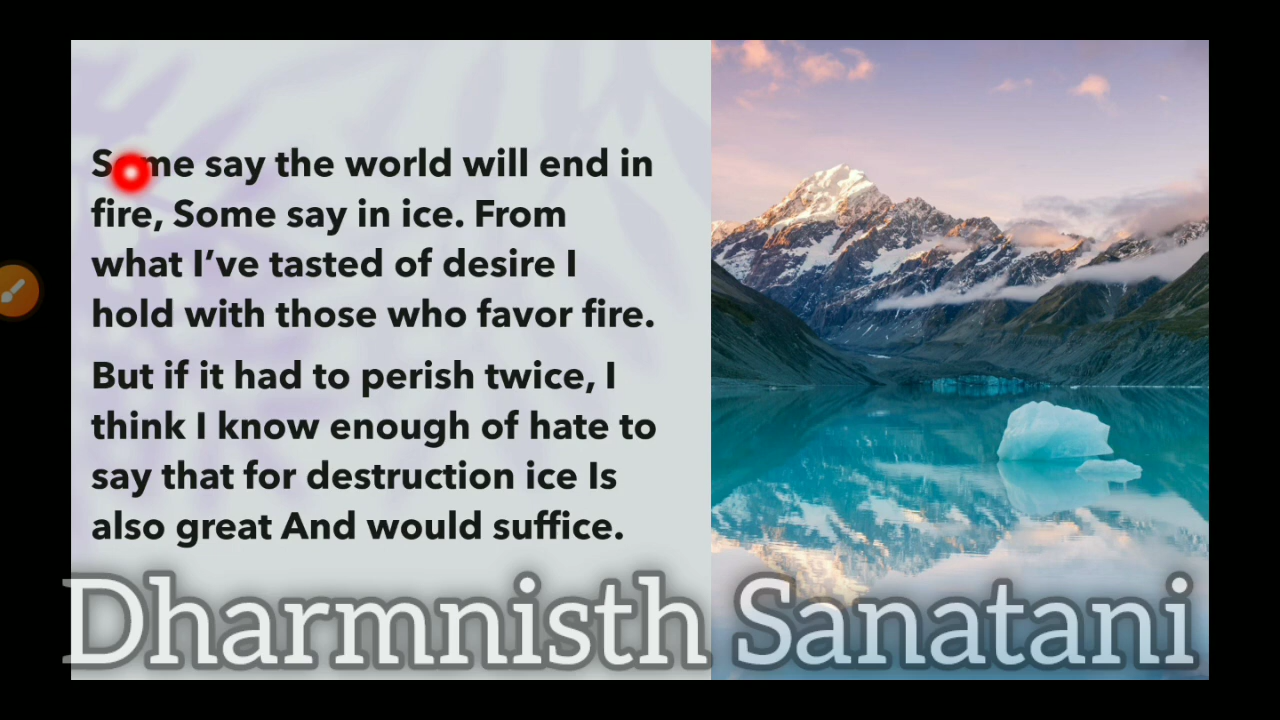 Some say the world will end in
fire, Some say in ice. From
what I’ve tasted of desire I
hold with those who favor fire.
But if it had to perish twice, I
think I know enough of hate to
say that for destruction ice Is
also great And would suffice.
Dharmnisth Sanatani